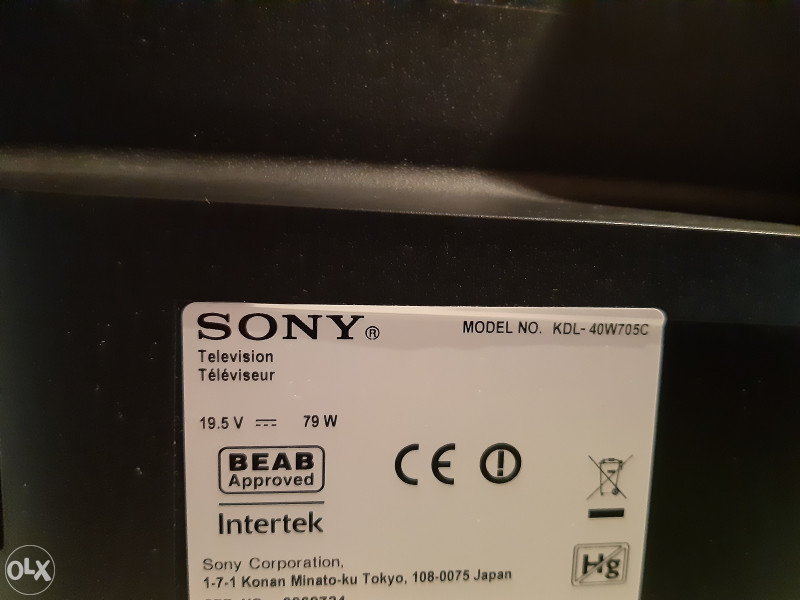 SONY®
MODEL NO. KDL-40W705C
Television
Téléviseur
19.5 V 79 W
BEAB
Approved
Intertek
CE
Hg
Sony Corporation,
1-7-1 Konan Minato-ku Tokyo, 108-0075 Japan
OLX